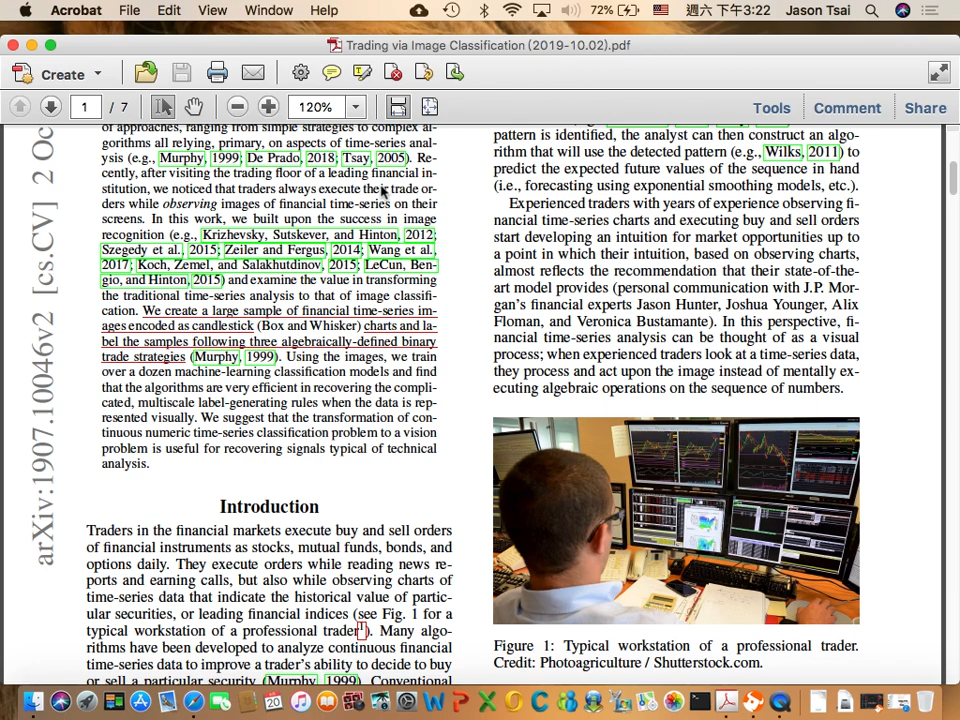 Acrobat File Edit View Window Help 72% 週六 下午3:22 Jason Tsai
Trading via Image Classification (2019-10.02).pdf
Create
1 / 7 120% Tools Comment Share
arXiv:1907.10046v2 [cs.CV] 2 Oc
of approaches, ranging from simple strategies to complex al-
gorithms all relying, primary, on aspects of time-series anal-
ysis (e.g., Murphy, 1999; De Prado, 2018; Tsay, 2005). Re-
cently, after visiting the trading floor of a leading financial in-
stitution, we noticed that traders always execute their trade or-
ders while observing images of financial time-series on their
screens. In this work, we built upon the success in image
recognition (e.g., Krizhevsky, Sutskever, and Hinton, 2012;
Szegedy et al., 2015; Zeiler and Fergus, 2014; Wang et al.,
2017; Koch, Zemel, and Salakhutdinov, 2015; LeCun, Ben-
gio, and Hinton, 2015) and examine the value in transforming
the traditional time-series analysis to that of image classifi-
cation. We create a large sample of financial time-series im-
ages encoded as candlestick (Box and Whisker) charts and la-
bel the samples following three algebraically-defined binary
trade strategies (Murphy, 1999). Using the images, we train
over a dozen machine-learning classification models and find
that the algorithms are very efficient in recovering the compli-
cated, multiscale label-generating rules when the data is rep-
resented visually. We suggest that the transformation of con-
tinuous numeric time-series classification problem to a vision
problem is useful for recovering signals typical of technical
analysis.
Introduction
Traders in the financial markets execute buy and sell orders
of financial instruments as stocks, mutual funds, bonds, and
options daily. They execute orders while reading news re-
ports and earning calls, but also while observing charts of
time-series data that indicate the historical value of partic-
ular securities, or leading financial indices (see Fig. 1 for a
typical workstation of a professional trader1). Many algo-
rithms have been developed to analyze continuous financial
time-series data to improve a trader's ability to decide to buy
or sell a particular security (Murphy, 1999). Conventional
pattern is identified, the analyst can then construct an algo-
rithm that will use the detected pattern (e.g., Wilks, 2011) to
predict the expected future values of the sequence in hand
(i.e., forecasting using exponential smoothing models, etc.).
Experienced traders with years of experience observing fi-
nancial time-series charts and executing buy and sell orders
start developing an intuition for market opportunities up to
a point in which their intuition, based on observing charts,
almost reflects the recommendation that their state-of-the-
art model provides (personal communication with J.P. Mor-
gan's financial experts Jason Hunter, Joshua Younger, Alix
Floman, and Veronica Bustamante). In this perspective, fi-
nancial time-series analysis can be thought of as a visual
process; when experienced traders look at a time-series data,
they process and act upon the image instead of mentally ex-
ecuting algebraic operations on the sequence of numbers.
Figure 1: Typical workstation of a professional trader.
Credit: Photoagriculture / Shutterstock.com.